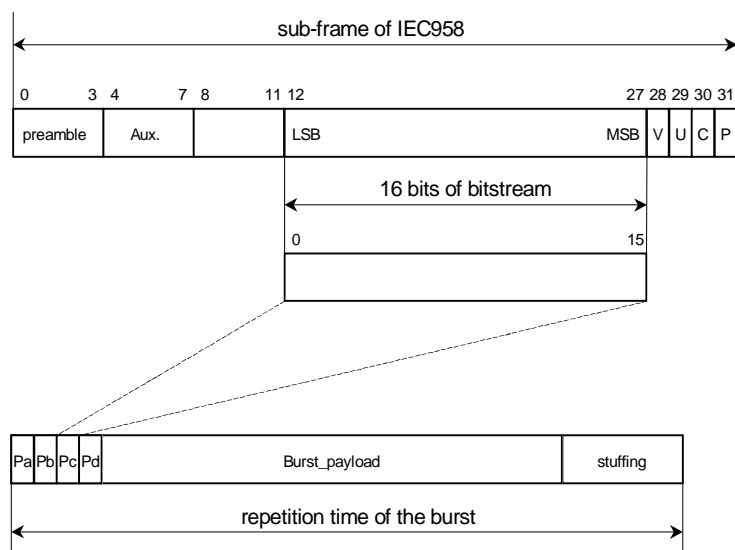 sub-frame of IEC958
0 3 4 7 8 11 12 27 28 29 30 31
preamble Aux. LSB MSB V U C P
16 bits of bitstream
0 15
Pa Pb Pc Pd Burst_payload stuffing
repetition time of the burst